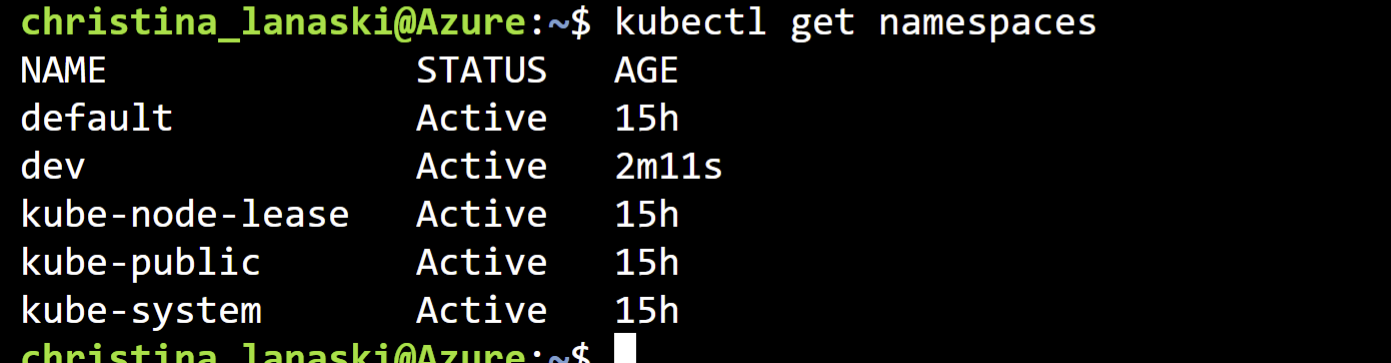 christina_lanaski@Azure:~$ kubectl get namespaces
NAME STATUS AGE
default Active 15h
dev Active 2m11s
kube-node-lease Active 15h
kube-public Active 15h
kube-system Active 15h
christina_lanaski@Azure:~$